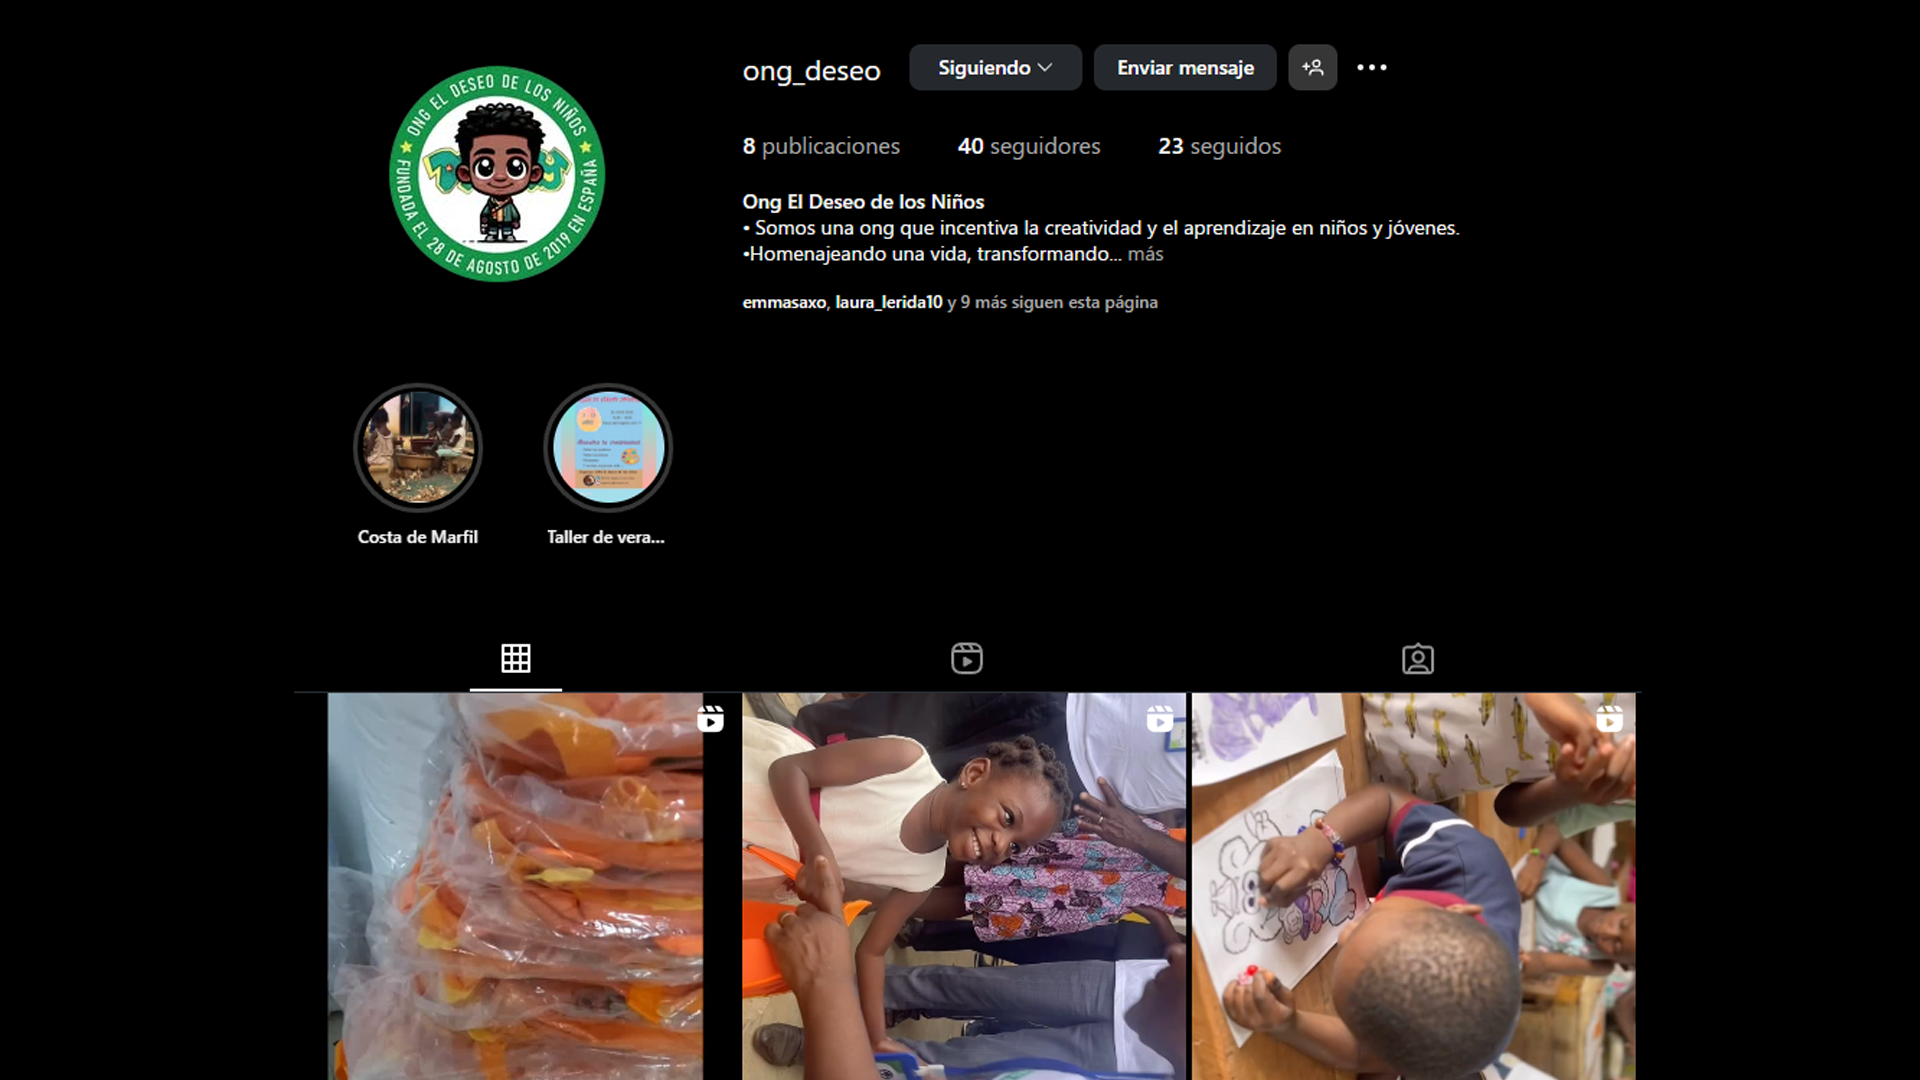 ONG EL DESEO DE LOS NIÑOS
FUNDADA EL 28 DE AGOSTO DE 2019 EN ESPAÑA
ong_deseo
Siguiendo
Enviar mensaje
8 publicaciones
40 seguidores
23 seguidos
Ong El Deseo de los Niños
• Somos una ong que incentiva la creatividad y el aprendizaje en niños y jóvenes.
•Homenajeando una vida, transformando... más
emmasaxo, laura_lerida10 y 9 más siguen esta página
Costa de Marfil
Taller de vera...